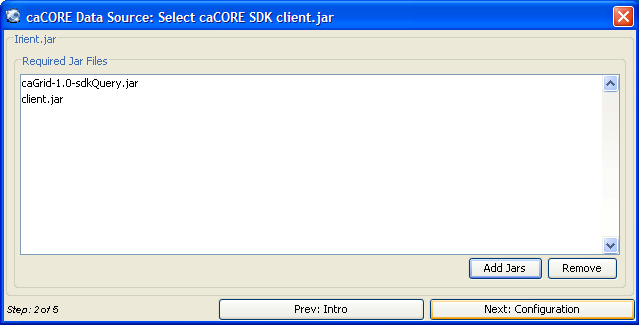 caCORE Data Source: Select caCORE SDK client.jar
Irient.jar
Required Jar Files
caGrid-1.0-sdkQuery.jar
client.jar
Add Jars Remove
Step: 2 of 5 Prev: Intro Next: Configuration